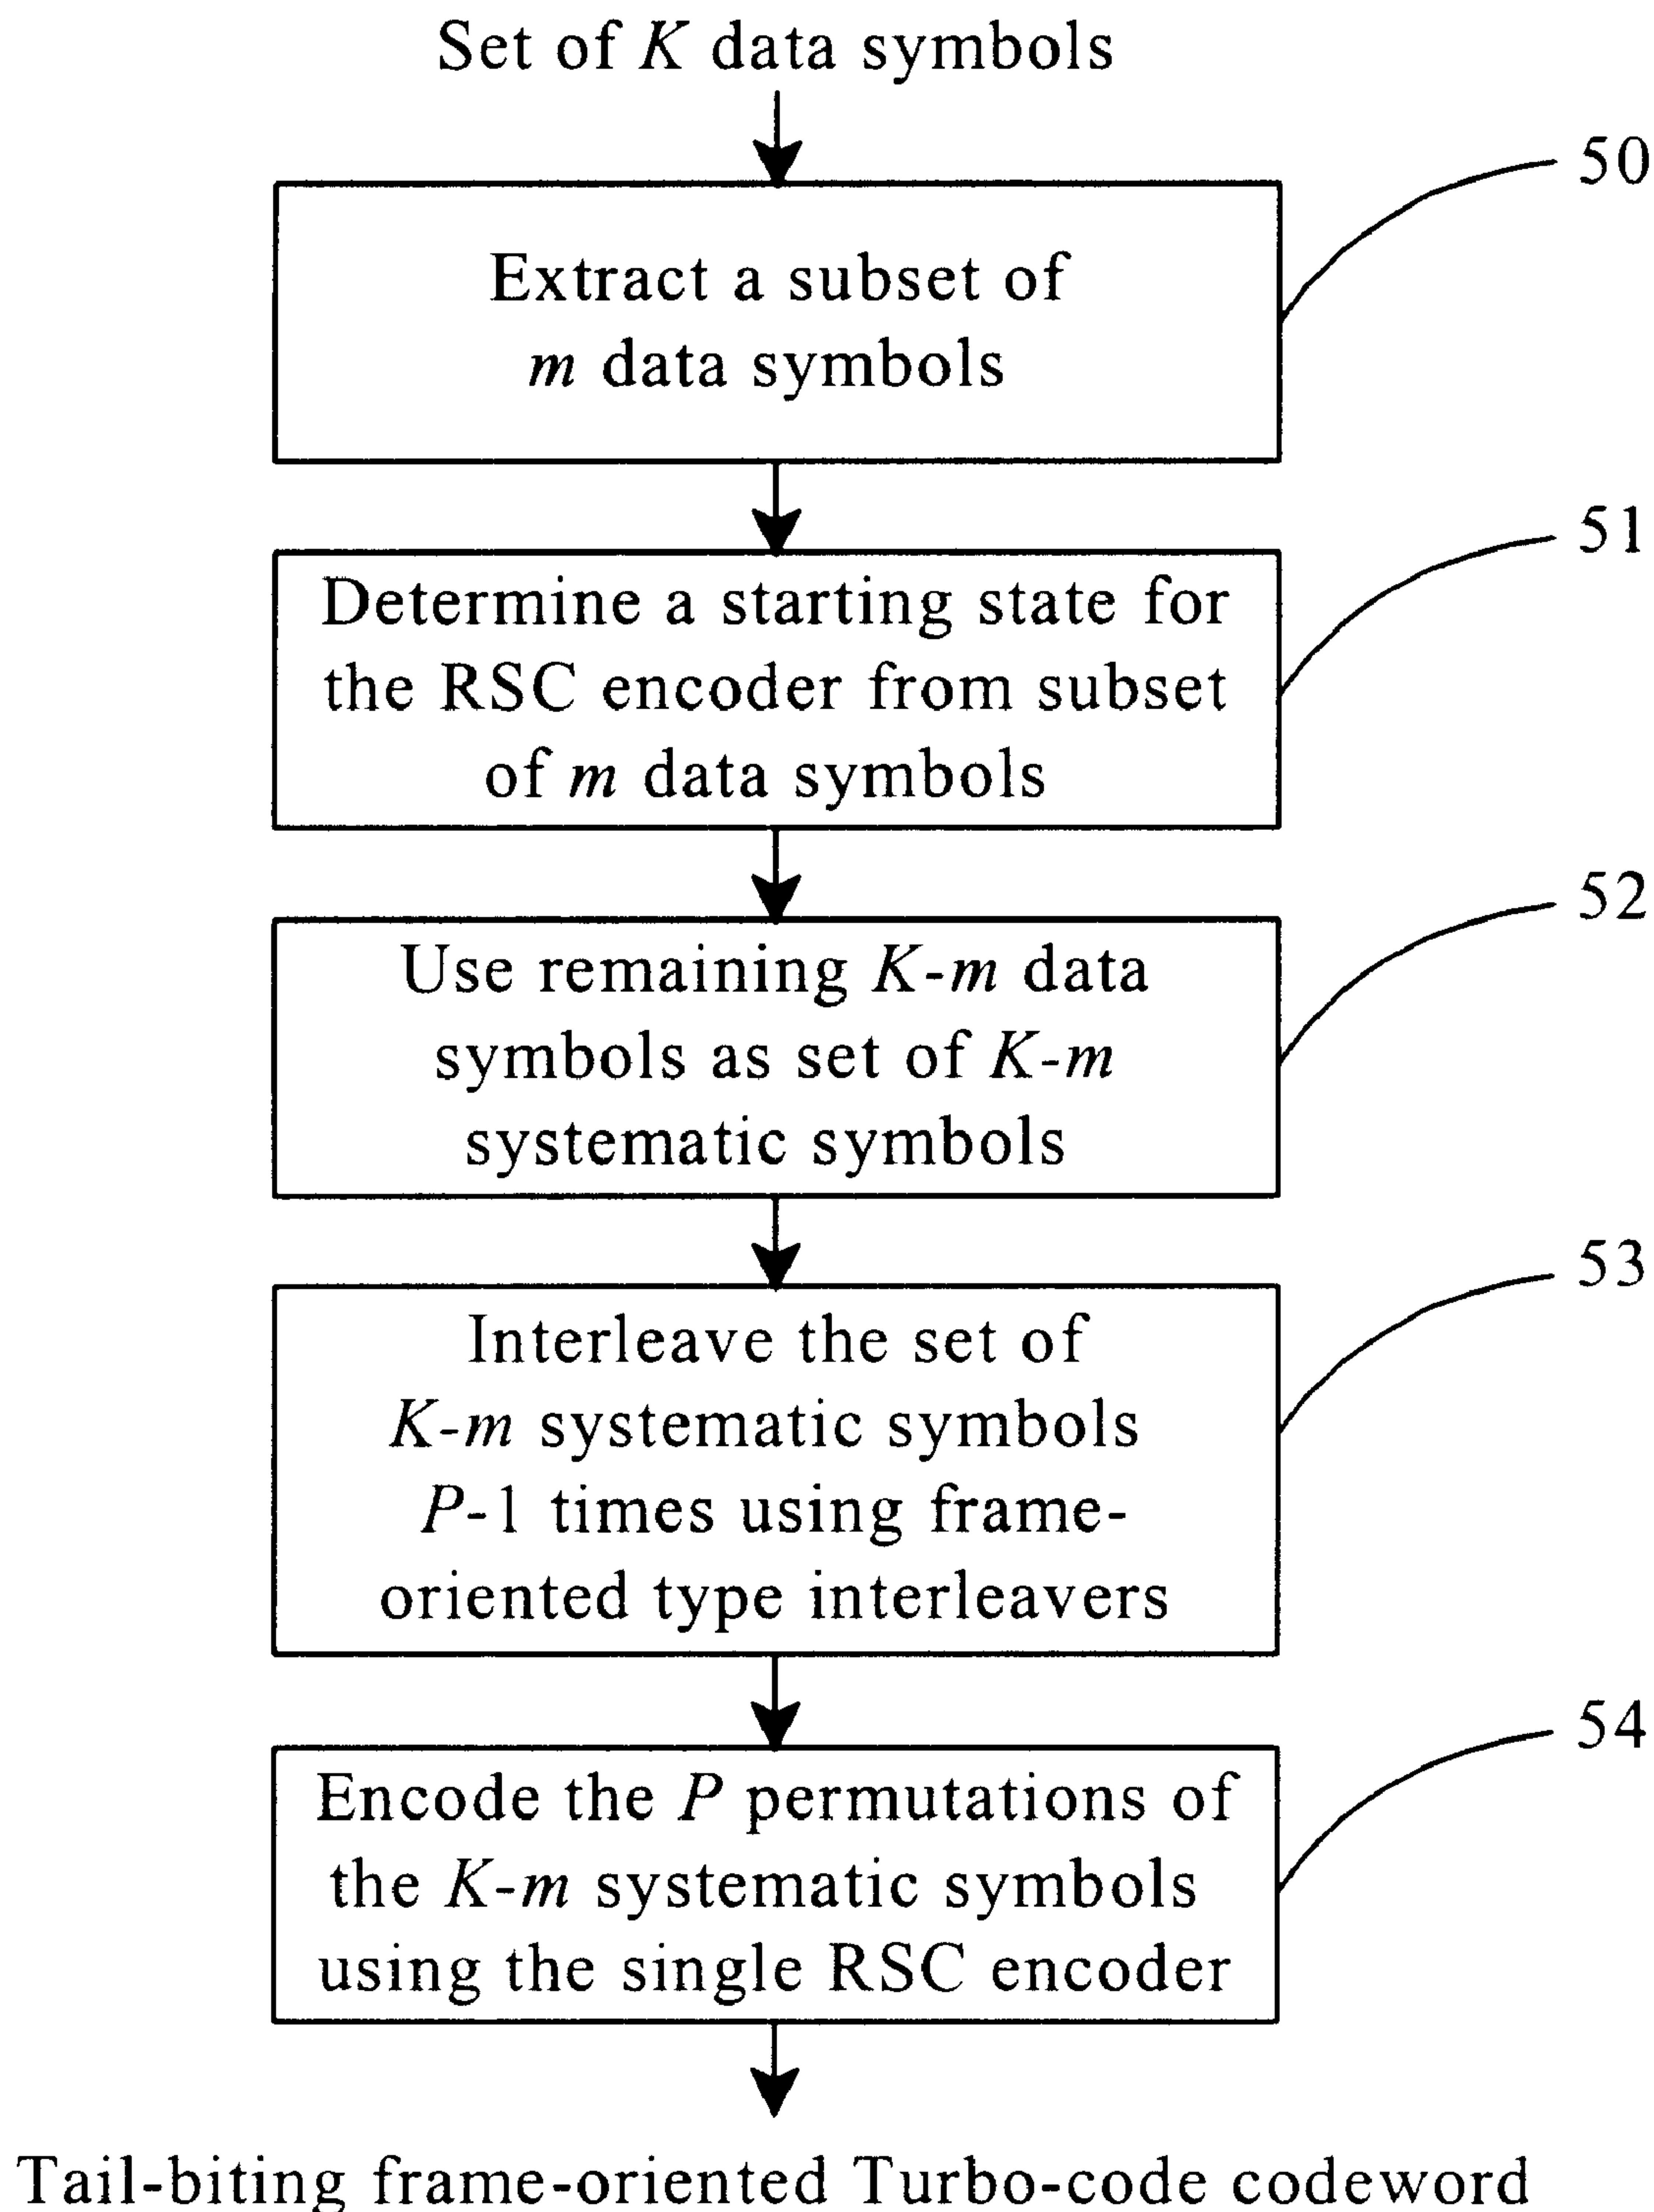 Set of K data symbols
50
Extract a subset of
m data symbols
51
Determine a starting state for
the RSC encoder from subset
of m data symbols
52
Use remaining K-m data
symbols as set of K-m
systematic symbols
53
Interleave the set of
K-m systematic symbols
P-1 times using frame-
oriented type interleavers
54
Encode the P permutations of
the K-m systematic symbols
using the single RSC encoder
Tail-biting frame-oriented Turbo-code codeword